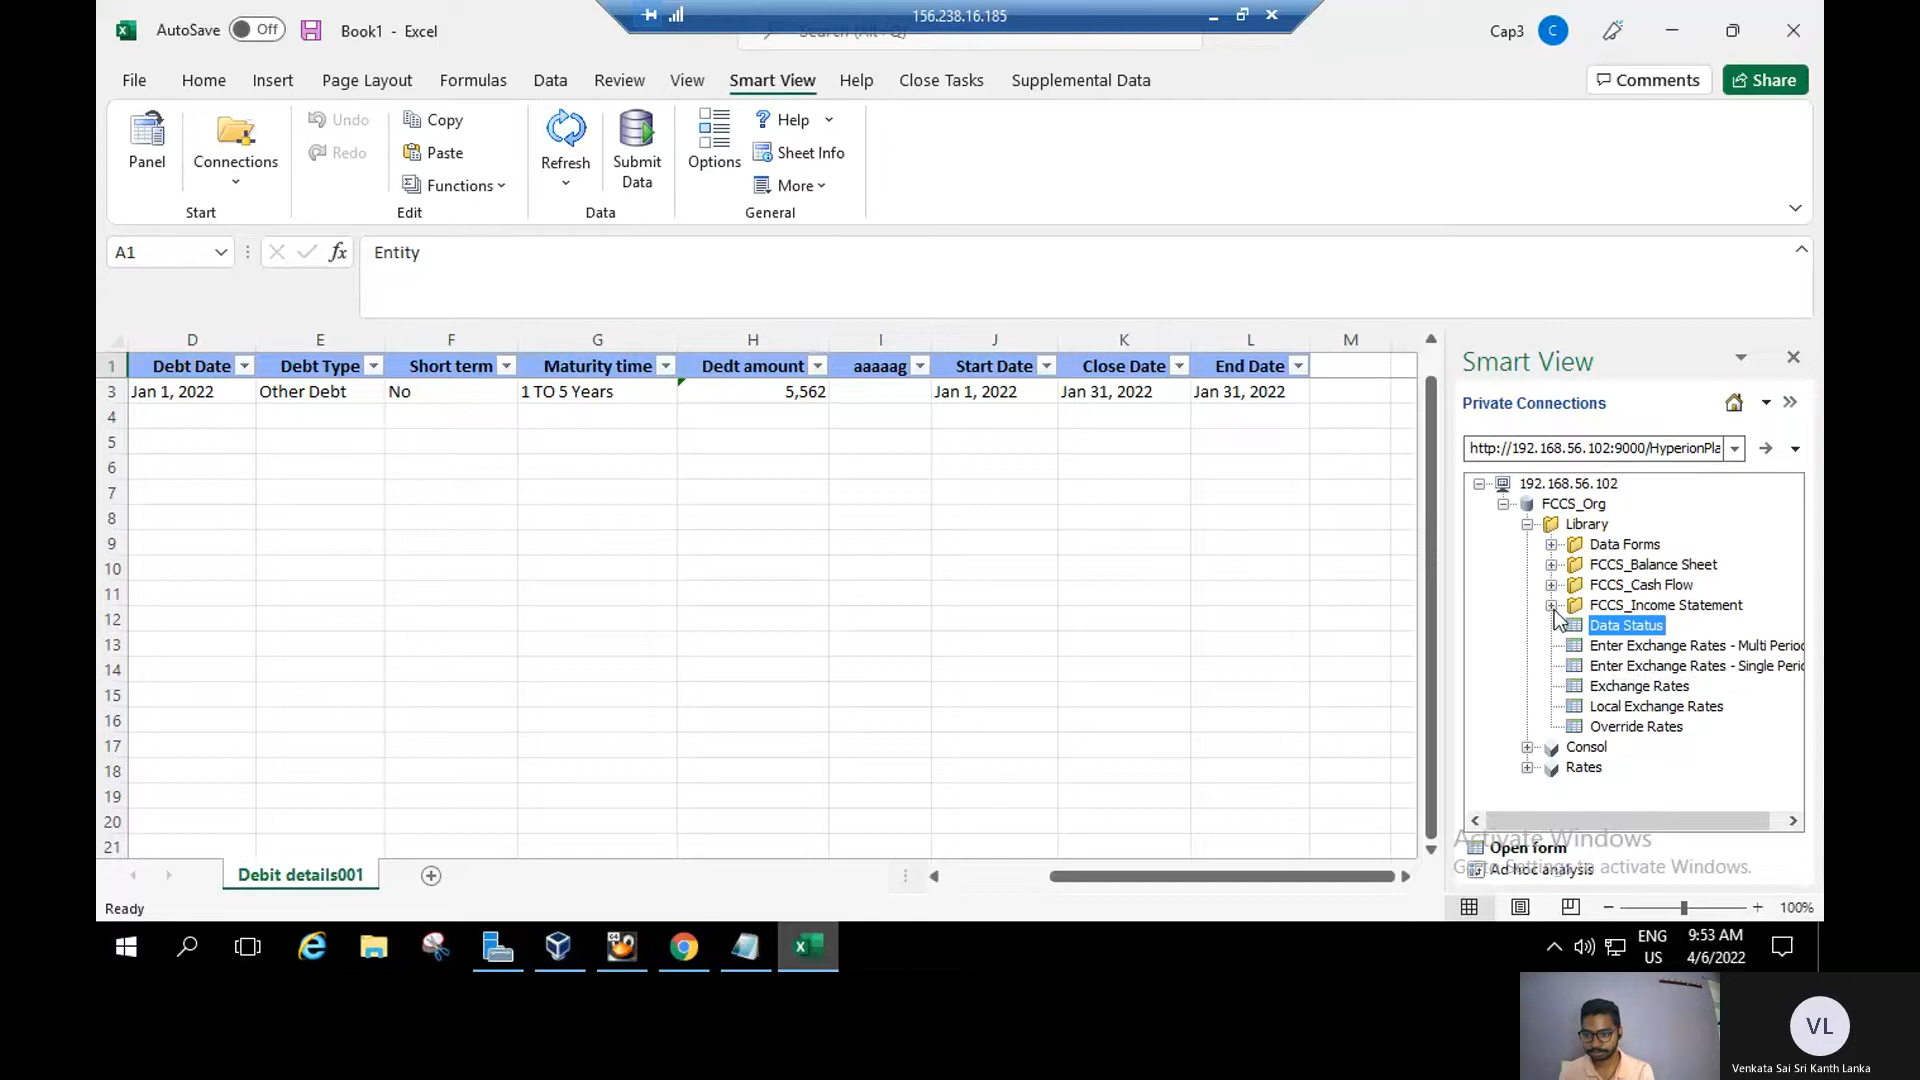 156.238.16.185
AutoSave Off Book1 - Excel Search (Alt+Q) Cap3 C
File Home Insert Page Layout Formulas Data Review View Smart View Help Close Tasks Supplemental Data Comments Share
Panel
Connections
Undo
Redo
Copy
Paste
Functions
Refresh
Submit
Data
Options
Help
Sheet Info
More
Start Edit Data General
A1 fx Entity
D E F G H I J K L M
1 Debt Date Debt Type Short term Maturity time Dedt amount aaaaag Start Date Close Date End Date
3 Jan 1, 2022 Other Debt No 1 TO 5 Years 5,562 Jan 1, 2022 Jan 31, 2022 Jan 31, 2022
4
5
6
7
8
9
10
11
12
13
14
15
16
17
18
19
20
21
Debit details001
Ready
100%
Smart View
Private Connections
http://192.168.56.102:9000/HyperionPla
192.168.56.102
FCCS_Org
Library
Data Forms
FCCS_Balance Sheet
FCCS_Cash Flow
FCCS_Income Statement
Data Status
Enter Exchange Rates - Multi Period
Enter Exchange Rates - Single Peri
Exchange Rates
Local Exchange Rates
Override Rates
Consol
Rates
Activate Windows
Open form
Go to Settings to activate Windows.
Ad hoc analysis
ENG
US
9:53 AM
4/6/2022
VL
Venkata Sai Sri Kanth Lanka